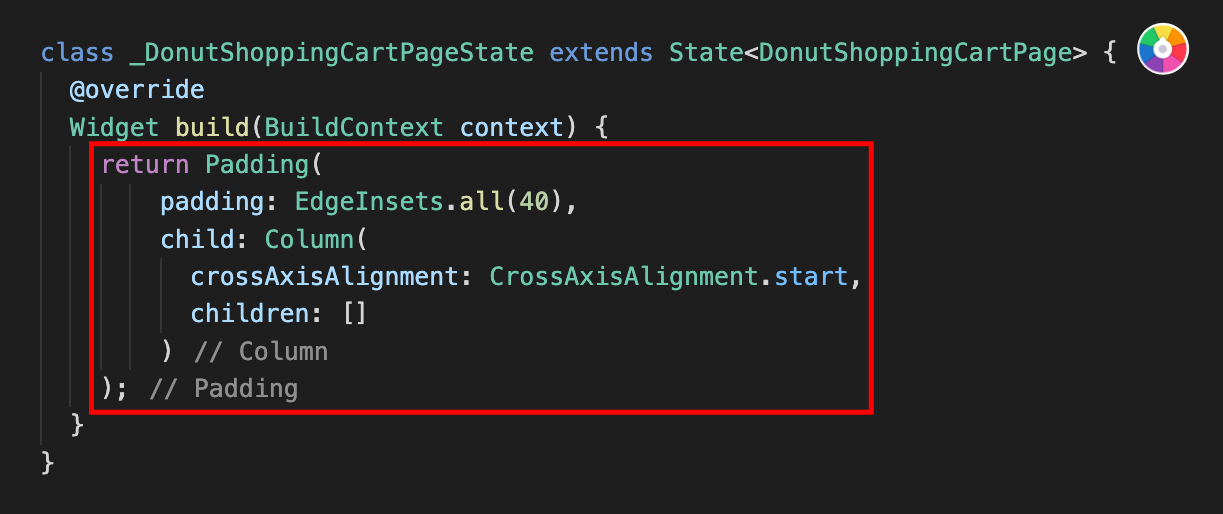 class _DonutShoppingCartPageState extends State<DonutShoppingCartPage> {
@override
Widget build(BuildContext context) {
return Padding(
padding: EdgeInsets.all(40),
child: Column(
crossAxisAlignment: CrossAxisAlignment.start,
children: []
) // Column
); // Padding
}
}